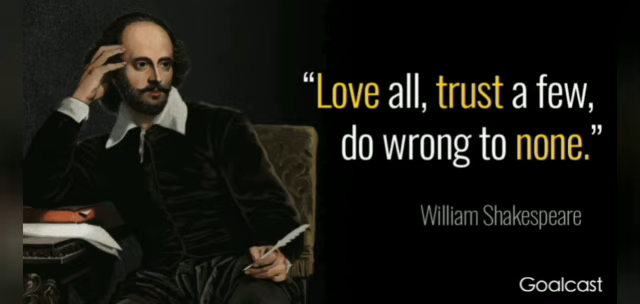 “Love all, trust a few,
do wrong to none.”
William Shakespeare
Goalcast